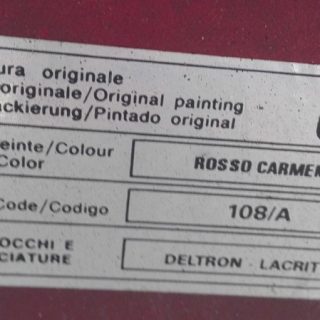 ura originale
originale/Original painting
ackierung/Pintado original
einte/Colour
Color
ROSSO CARMEN
Code/Codigo
108/A
OCCHI E
CIATURE
DELTRON - LACRIT